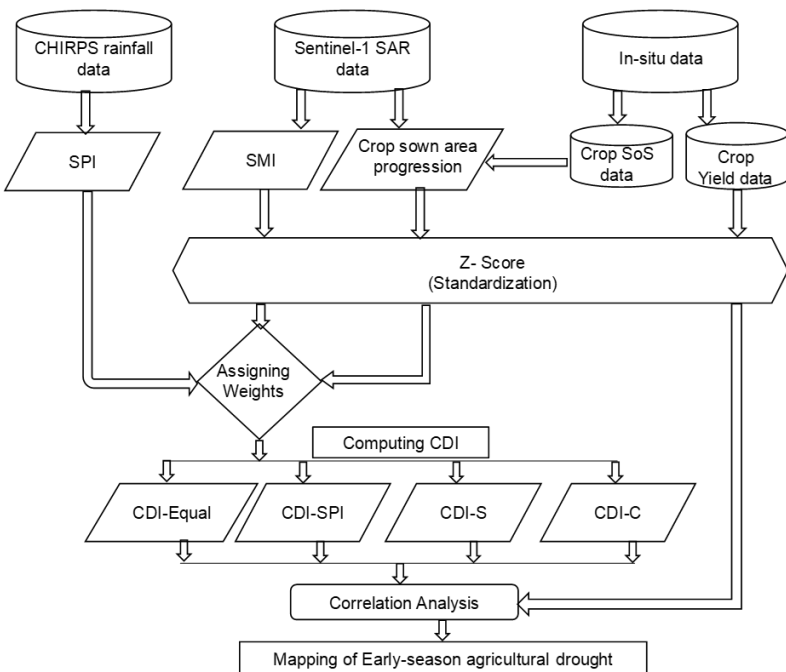 CHIRPS rainfall
data
Sentinel-1 SAR
data
In-situ data
SPI
SMI
Crop sown area
progression
Crop SoS
data
Crop
Yield data
Z- Score
(Standardization)
Assigning
Weights
Computing CDI
CDI-Equal
CDI-SPI
CDI-S
CDI-C
Correlation Analysis
Mapping of Early-season agricultural drought